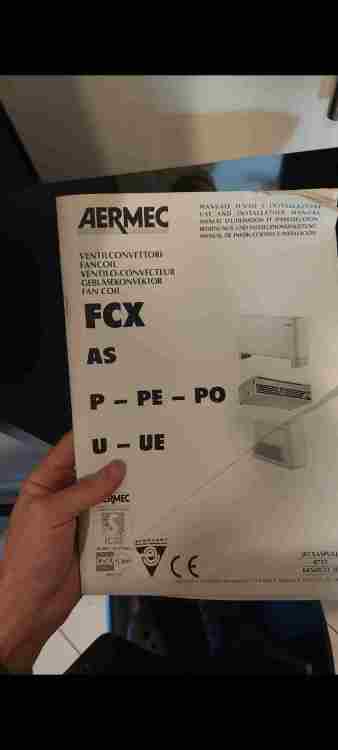 AERMEC
MANUALE D'USO E INSTALLAZIONE
USE AND INSTALLATION MANUAL
MANUEL D'UTILISATION ET D'INSTALLATION
BEDIENUNGS UND INSTALLATIONSANLEITUNG
MANUAL DE INSTRUCCIONES E INSTALACIÓN
VENTILCONVETTORI
FANCOIL
VENTILO-CONVECTEUR
GEBLÄSEKONVEKTOR
FAN COIL
FCX
AS
P – PE – PO
U – UE
AERMEC
CE